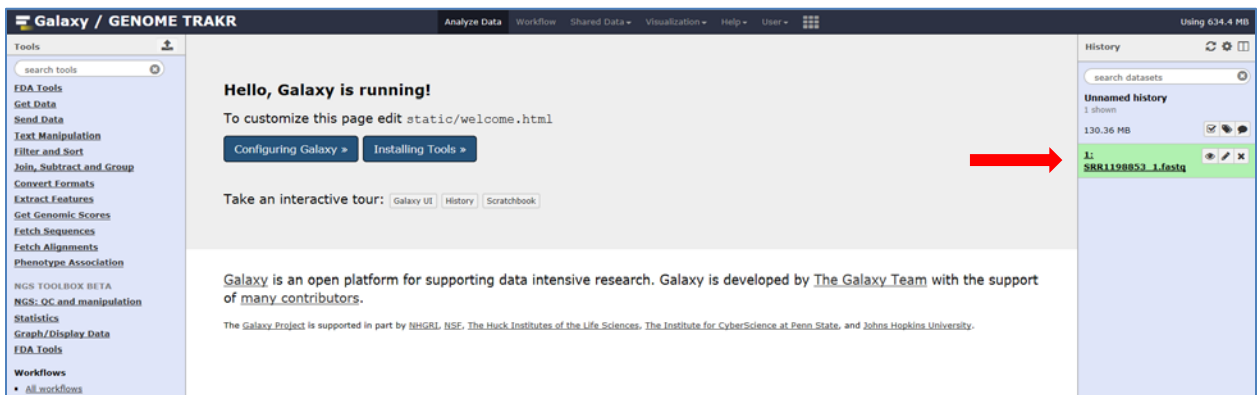 Galaxy / GENOME TRAKR
Analyze Data Workflow Shared Data Visualization Help User
Using 634.4 MB
Tools
search tools
FDA Tools
Get Data
Send Data
Text Manipulation
Filter and Sort
Join, Subtract and Group
Convert Formats
Extract Features
Get Genomic Scores
Fetch Sequences
Fetch Alignments
Phenotype Association
NGS TOOLBOX BETA
NGS: QC and manipulation
Statistics
Graph/Display Data
FDA Tools
Workflows
• All workflows
Hello, Galaxy is running!
To customize this page edit static/welcome.html
Configuring Galaxy » Installing Tools »
Take an interactive tour: Galaxy UI History Scratchbook
Galaxy is an open platform for supporting data intensive research. Galaxy is developed by The Galaxy Team with the support
of many contributors.
The Galaxy Project is supported in part by NHGRI, NSF, The Huck Institutes of the Life Sciences, The Institute for CyberScience at Penn State, and Johns Hopkins University.
History
search datasets
Unnamed history
1 shown
130.36 MB
1:
SRR1198853_1.fastq